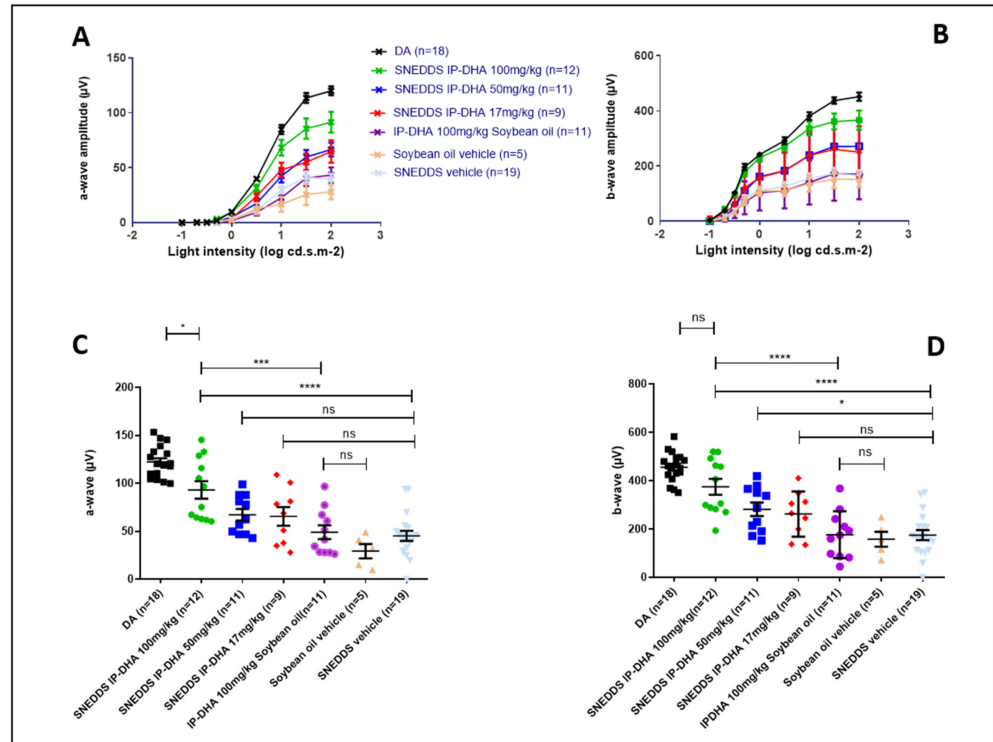 A
150
100
50
0
-2
-1
0
1
2
3
a-wave amplitude (µV)
Light intensity (log cd.s.m-2)
DA (n=18)
SNEDDS IP-DHA 100mg/kg (n=12)
SNEDDS IP-DHA 50mg/kg (n=11)
SNEDDS IP-DHA 17mg/kg (n=9)
IP-DHA 100mg/kg Soybean oil (n=11)
Soybean oil vehicle (n=5)
SNEDDS vehicle (n=19)
B
600
400
200
0
-2
-1
0
1
2
3
b-wave amplitude (µV)
Light intensity (log cd.s.m-2)
C
*
***
****
ns
ns
ns
200
150
100
50
0
a-wave (µV)
DA (n=18)
SNEDDS IP-DHA 100mg/kg (n=12)
SNEDDS IP-DHA 50mg/kg (n=11)
SNEDDS IP-DHA 17mg/kg (n=9)
IP-DHA 100mg/kg Soybean oil(n=11)
Soybean oil vehicle (n=5)
SNEDDS vehicle (n=19)
D
ns
****
****
*
ns
ns
800
600
400
200
0
b-wave (µV)
DA (n=18)
SNEDDS IP-DHA 100mg/kg(n=12)
SNEDDS IP-DHA 50mg/kg (n=11)
SNEDDS IP-DHA 17mg/kg (n=9)
IPDHA 100mg/kg Soybean oil (n=11)
Soybean oil vehicle (n=5)
SNEDDS vehicle (n=19)